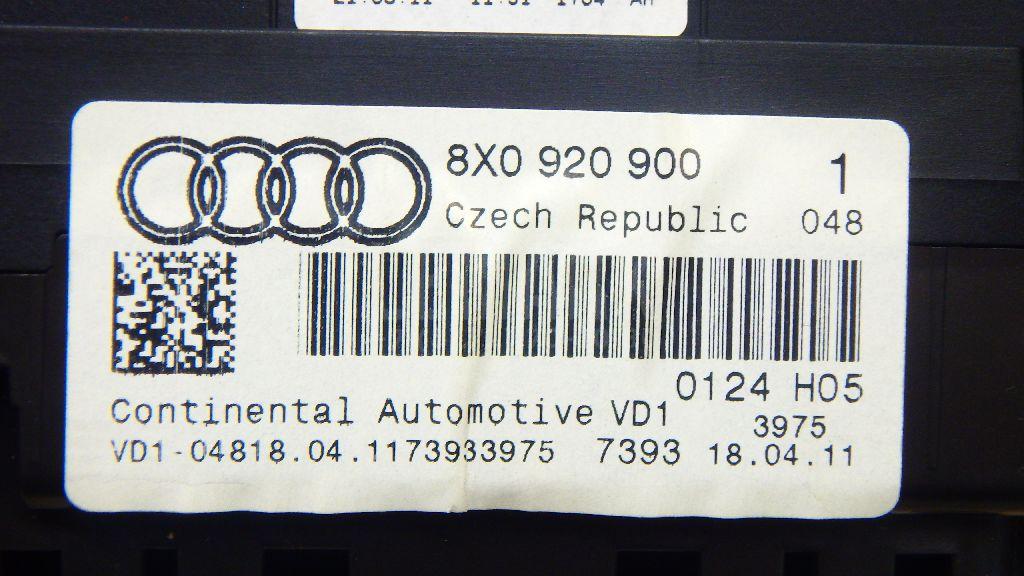 8X0 920 900 1
Czech Republic 048
0124 H05
Continental Automotive VD1 3975
VD1-04818.04.1173933975 7393 18.04.11